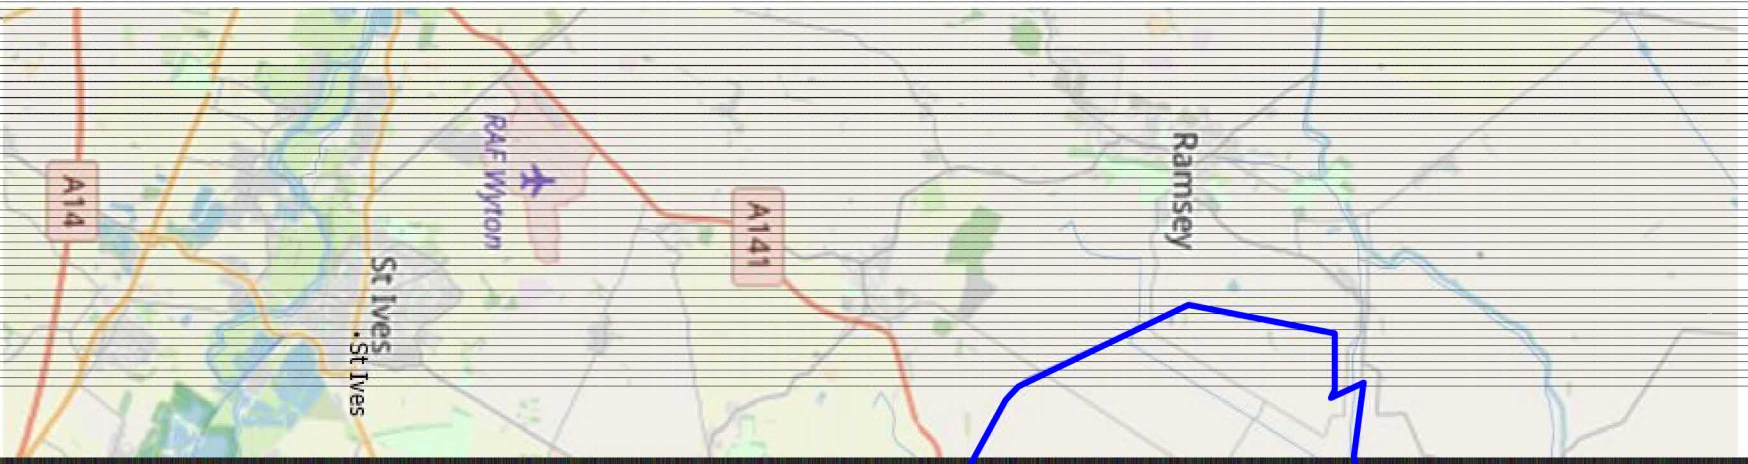 A14
RAF Wyton
St Ives
St Ives
A141
Ramsey